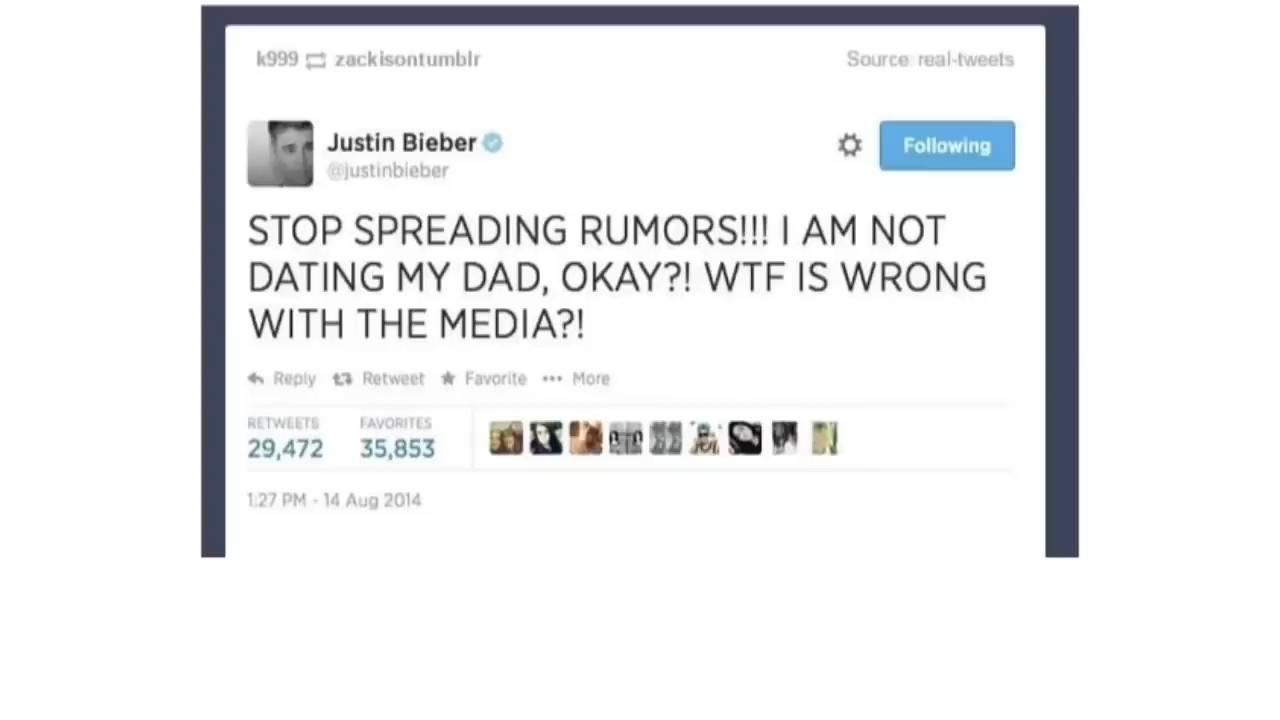 k999 zackisontumblr Source: real-tweets
Justin Bieber
@justinbieber
Following
STOP SPREADING RUMORS!!! I AM NOT
DATING MY DAD, OKAY?! WTF IS WRONG
WITH THE MEDIA?!
Reply Retweet Favorite More
RETWEETS FAVORITES
29,472 35,853
1:27 PM - 14 Aug 2014